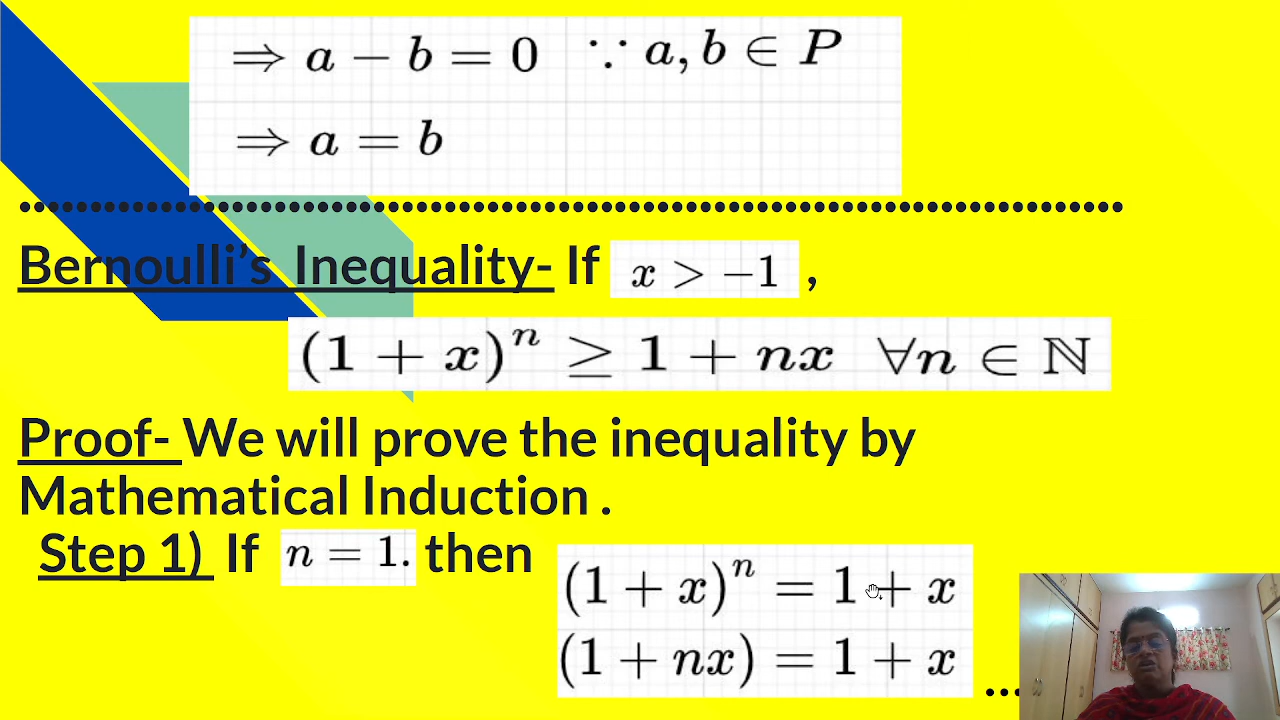 ⇒ a − b = 0 ∵ a, b ∈ P
⇒ a = b
Bernoulli's Inequality- If x > −1 ,
(1 + x)ⁿ ≥ 1 + nx ∀n ∈ ℕ
Proof- We will prove the inequality by
Mathematical Induction .
Step 1) If n = 1. then
(1 + x)ⁿ = 1 + x
(1 + nx) = 1 + x